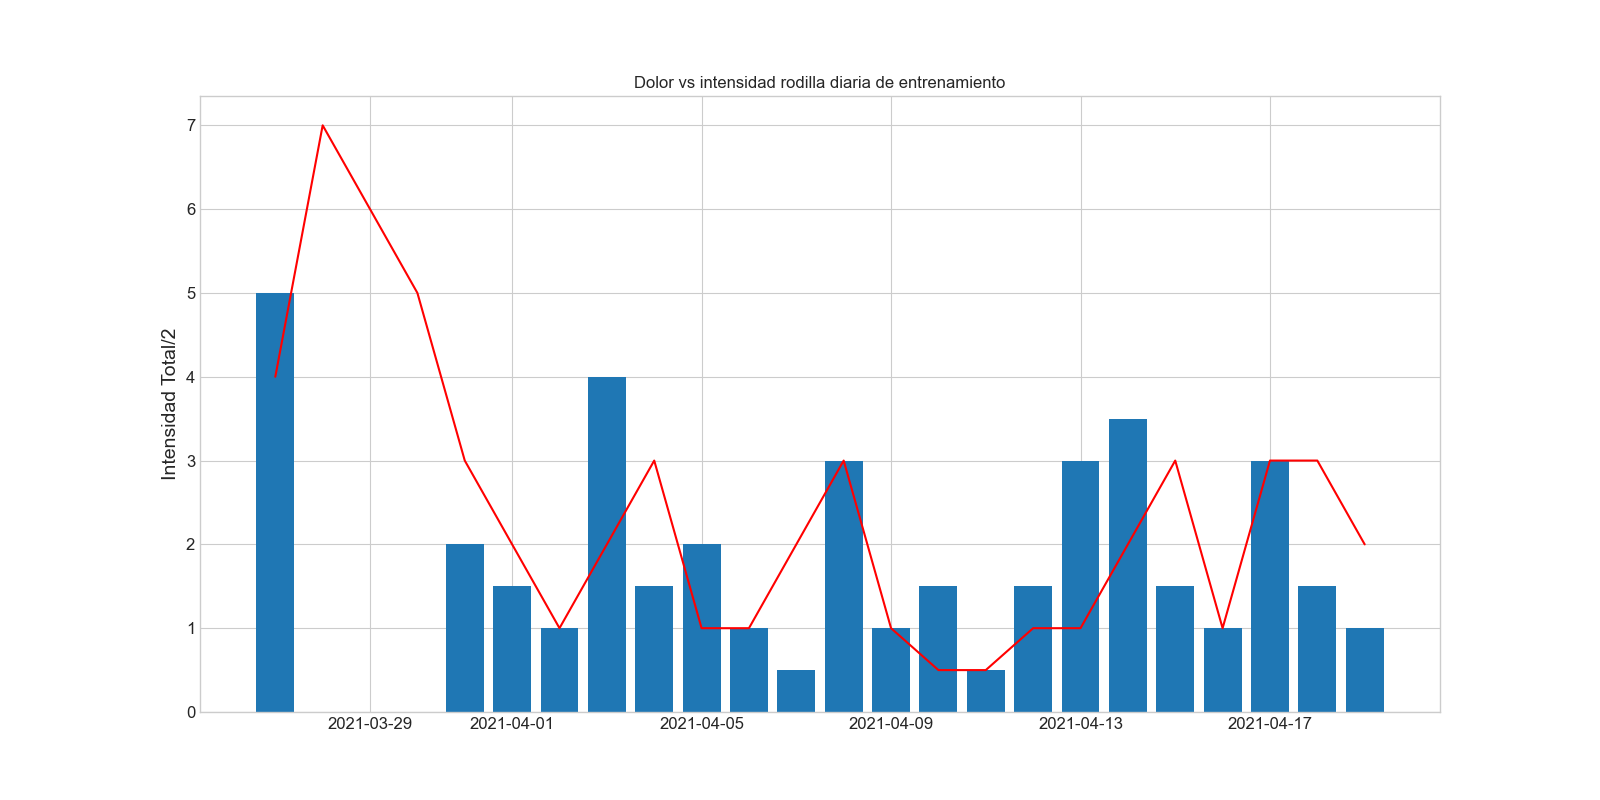 Dolor vs intensidad rodilla diaria de entrenamiento
Intensidad Total/2
7
6
5
4
3
2
1
0
2021-03-29 2021-04-01 2021-04-05 2021-04-09 2021-04-13 2021-04-17